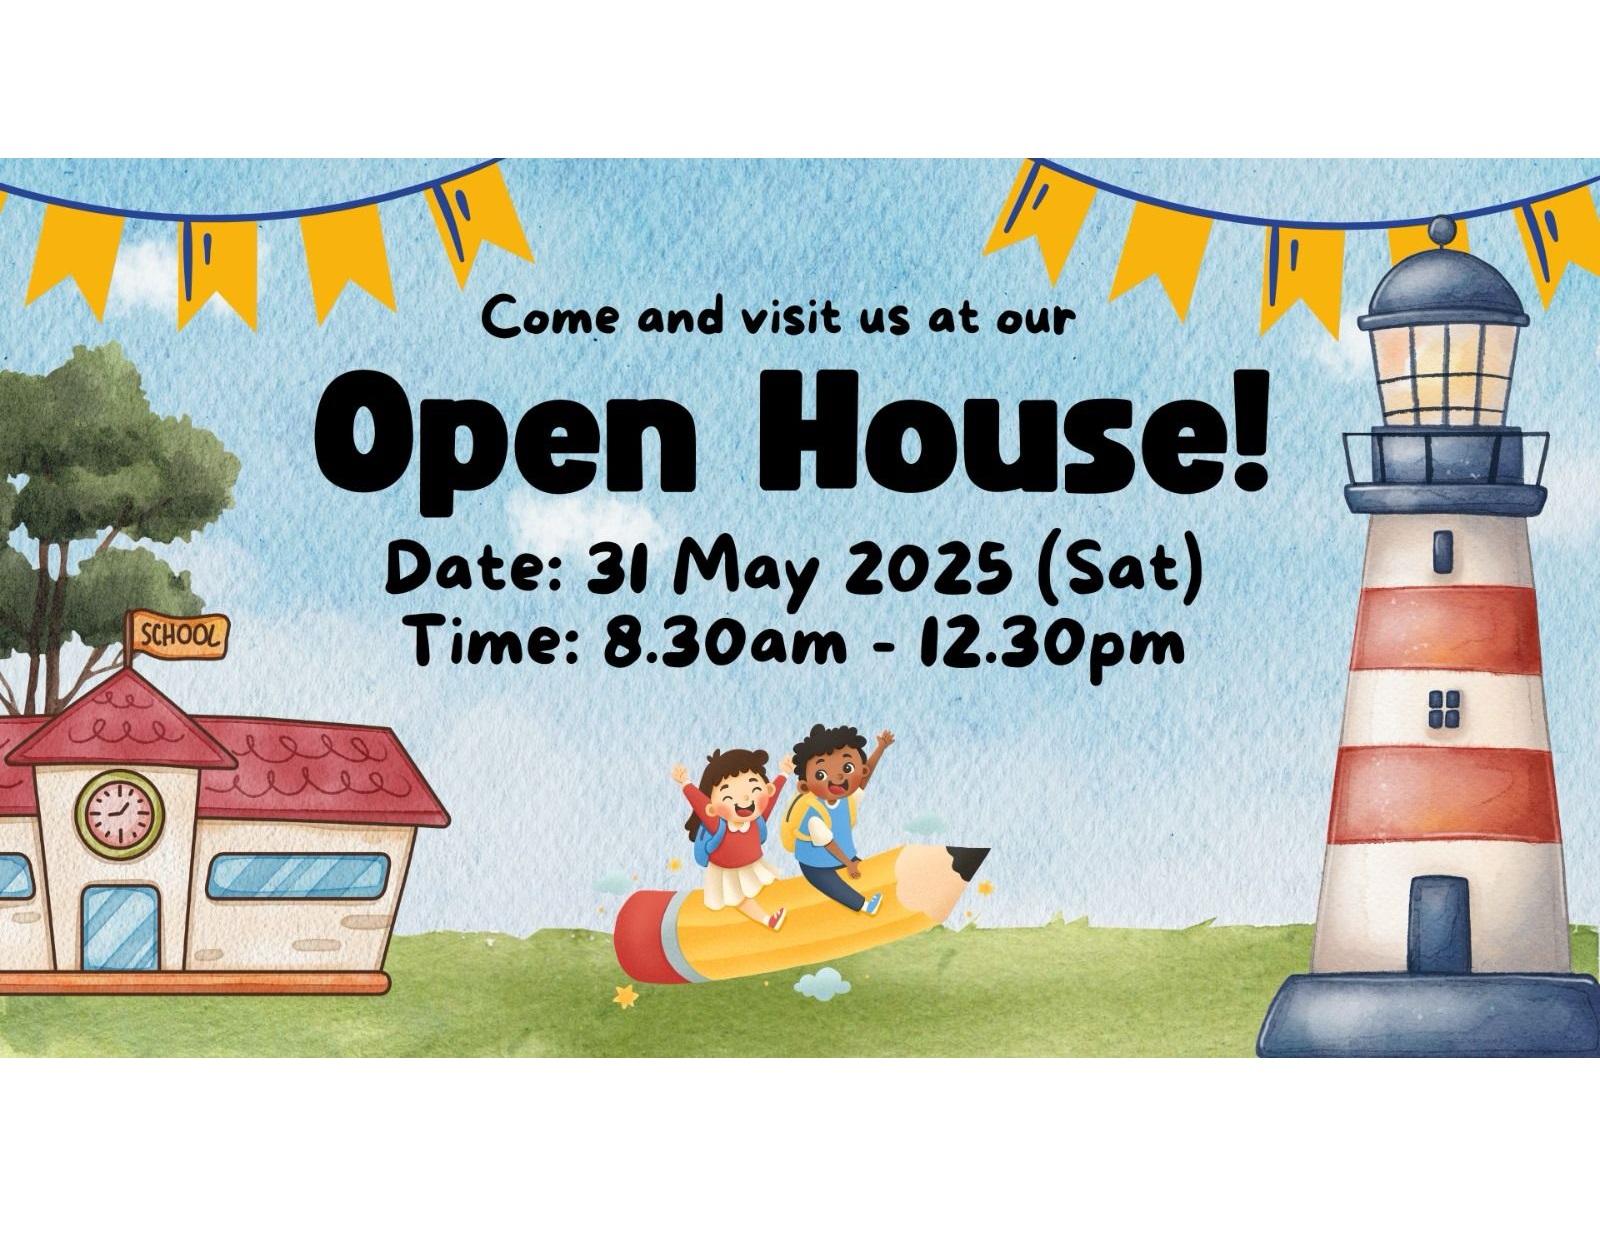 Come and visit us at our
Open House!
Date: 31 May 2025 (Sat)
Time: 8.30am - 12.30pm
SCHOOL